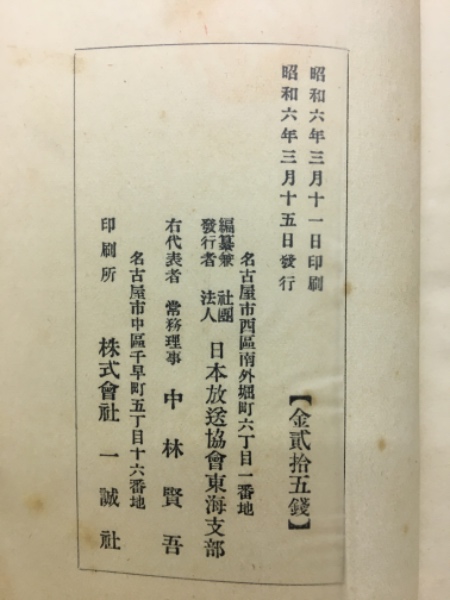 昭和六年三月十一日印刷
昭和六年三月十五日發行
【金貳拾五錢】
名古屋市西區南外堀町六丁目一番地
編纂兼發行者 社團法人 日本放送協會東海支部
右代表者 常務理事 中林賢吾
名古屋市中區千早町五丁目十六番地
印刷所 株式會社 一誠社